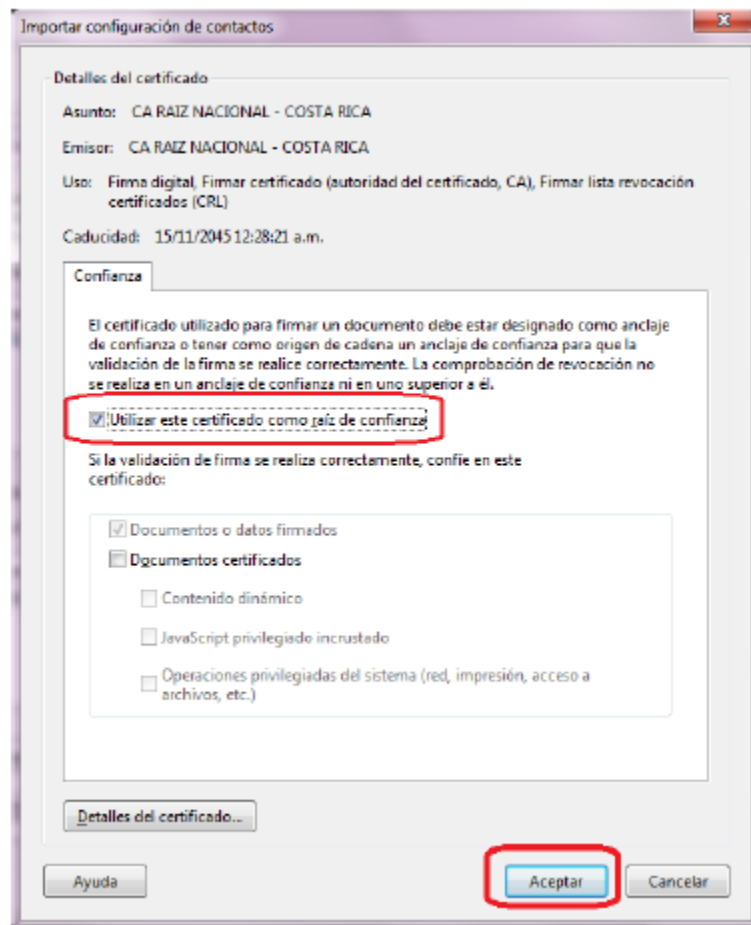 Importar configuración de contactos
Detalles del certificado
Asunto: CA RAIZ NACIONAL - COSTA RICA
Emisor: CA RAIZ NACIONAL - COSTA RICA
Uso: Firma digital, Firmar certificado (autoridad del certificado, CA), Firmar lista revocación
certificados (CRL)
Caducidad: 15/11/2045 12:28:21 a.m.
Confianza
El certificado utilizado para firmar un documento debe estar designado como anclaje
de confianza o tener como origen de cadena un anclaje de confianza para que la
validación de la firma se realice correctamente. La comprobación de revocación no
se realiza en un anclaje de confianza ni en uno superior a él.
Utilizar este certificado como raíz de confianza
Si la validación de firma se realiza correctamente, confíe en este
certificado:
Documentos o datos firmados
Documentos certificados
Contenido dinámico
JavaScript privilegiado incrustado
Operaciones privilegiadas del sistema (red, impresión, acceso a
archivos, etc.)
Detalles del certificado...
Ayuda
Aceptar
Cancelar